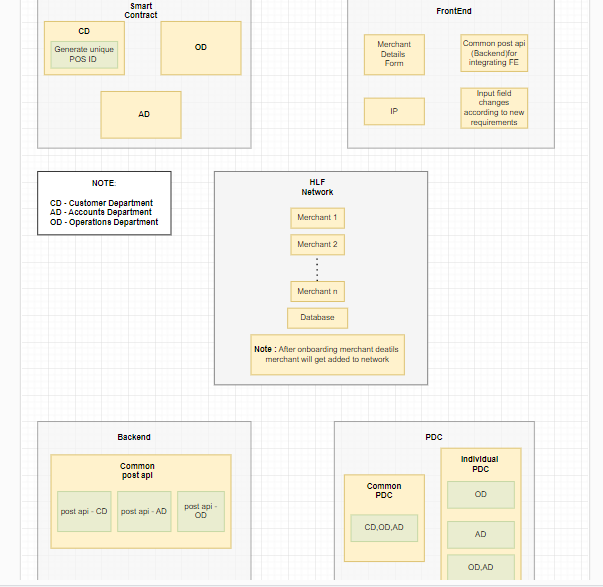 Smart
Contract
CD
Generate unique
POS ID
OD
AD
FrontEnd
Merchant
Details
Form
Common post api
(Backend)for
integrating FE
IP
Input field
changes
according to new
requirements
NOTE:
CD - Customer Department
AD - Accounts Department
OD - Operations Department
HLF
Network
Merchant 1
Merchant 2
Merchant n
Database
Note : After onboarding merchant deatils
merchant will get added to network
Backend
Common
post api
post api - CD
post api - AD
post api -
OD
PDC
Common
PDC
CD,OD,AD
Individual
PDC
OD
AD
OD,AD